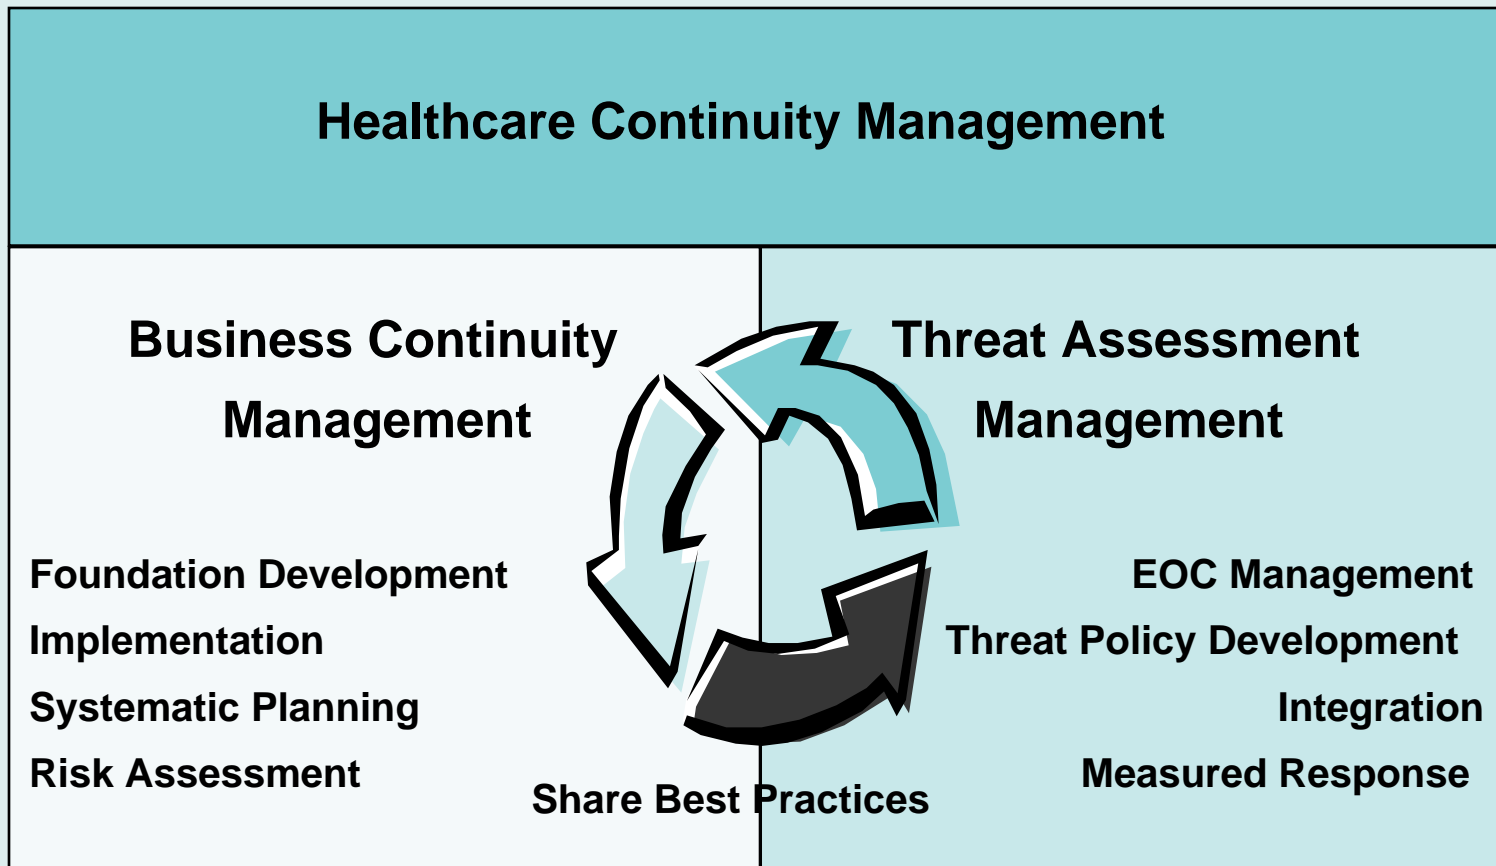 Healthcare Continuity Management
Business Continuity
Management
Foundation Development
Implementation
Systematic Planning
Risk Assessment
Threat Assessment
Management
EOC Management
Threat Policy Development
Integration
Measured Response
Share Best Practices